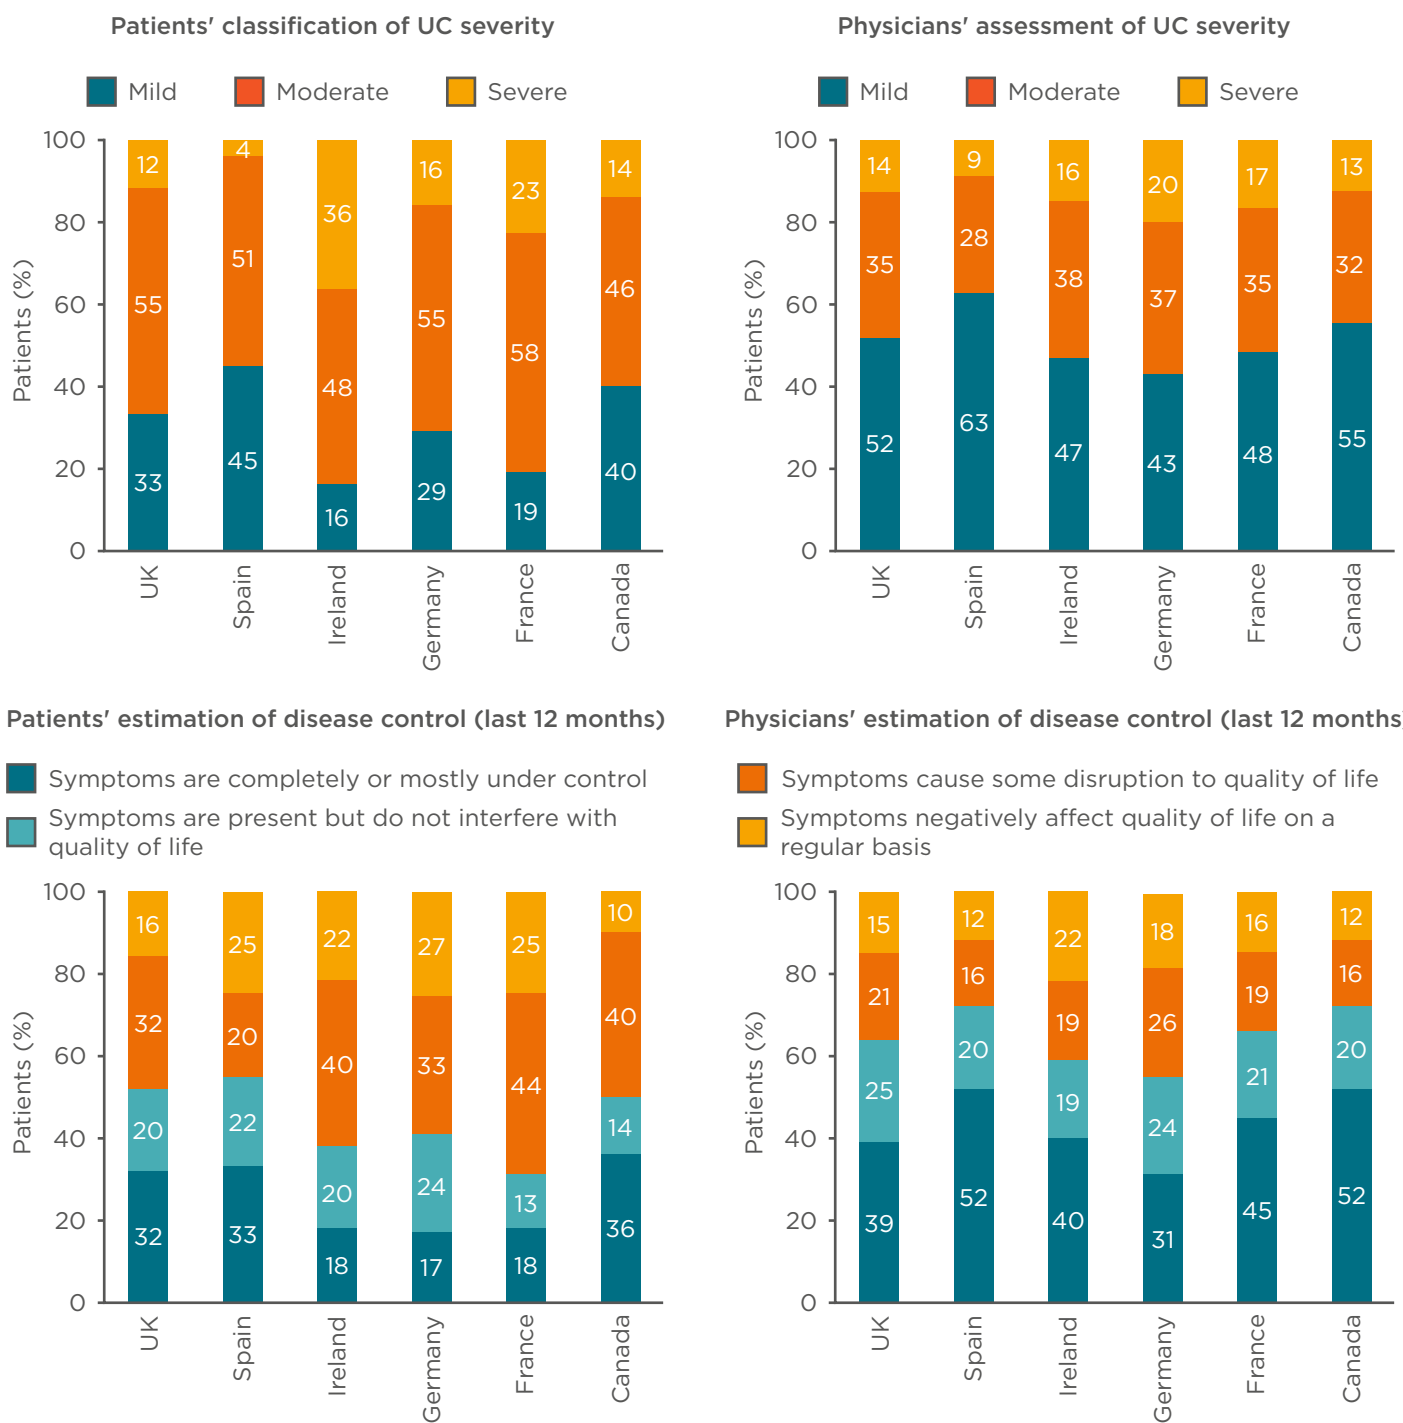 Patients' classification of UC severity
Mild Moderate Severe
Patients (%)
100
80
60
40
20
0
12 4 36 16 23 14
55 51 48 55 58 46
33 45 16 29 19 40
UK Spain Ireland Germany France Canada
Physicians' assessment of UC severity
Mild Moderate Severe
Patients (%)
100
80
60
40
20
0
14 9 16 20 17 13
35 28 38 37 35 32
52 63 47 43 48 55
UK Spain Ireland Germany France Canada
Patients' estimation of disease control (last 12 months)
Physicians' estimation of disease control (last 12 months)
Symptoms are completely or mostly under control
Symptoms are present but do not interfere with
quality of life
Symptoms cause some disruption to quality of life
Symptoms negatively affect quality of life on a
regular basis
Patients (%)
100
80
60
40
20
0
16 25 22 27 25 10
32 20 40 33 44 40
20 22 20 24 13 14
32 33 18 17 18 36
UK Spain Ireland Germany France Canada
Patients (%)
100
80
60
40
20
0
15 12 22 18 16 12
21 16 19 26 19 16
25 20 19 24 21 20
39 52 40 31 45 52
UK Spain Ireland Germany France Canada